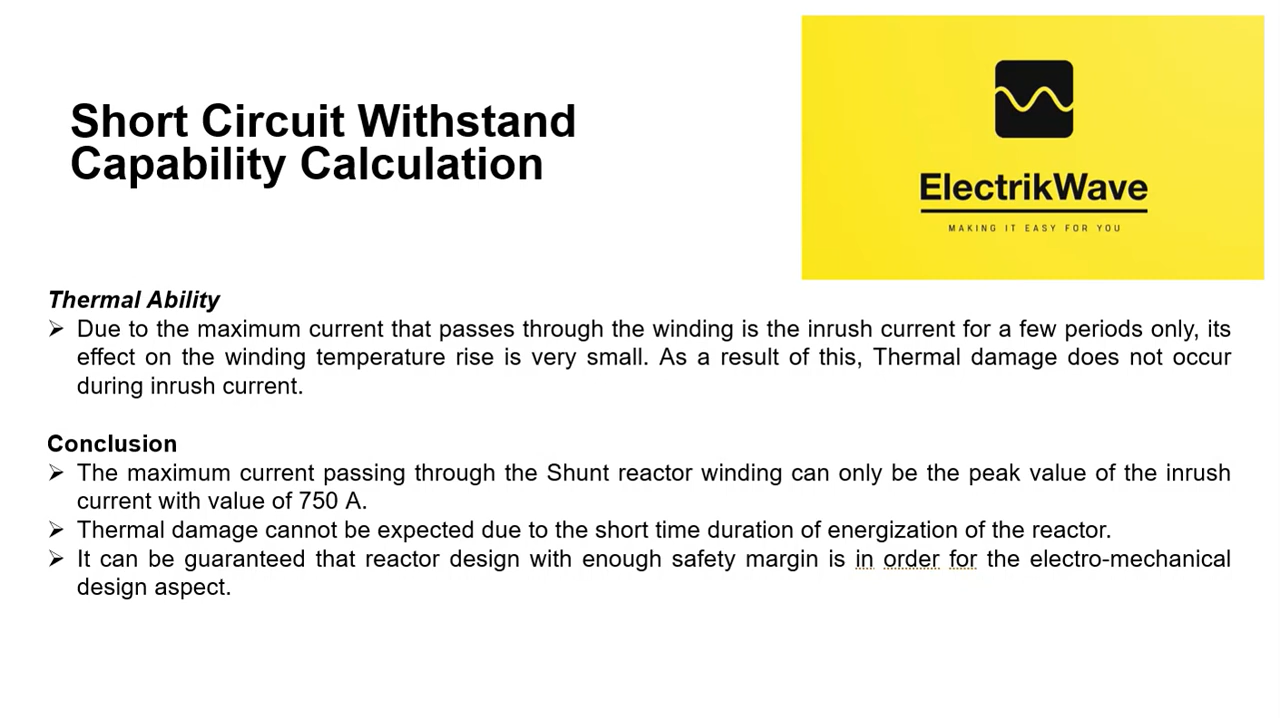 Short Circuit Withstand
Capability Calculation
ElectrikWave
MAKING IT EASY FOR YOU
Thermal Ability
➢ Due to the maximum current that passes through the winding is the inrush current for a few periods only, its
effect on the winding temperature rise is very small. As a result of this, Thermal damage does not occur
during inrush current.
Conclusion
➢ The maximum current passing through the Shunt reactor winding can only be the peak value of the inrush
current with value of 750 A.
➢ Thermal damage cannot be expected due to the short time duration of energization of the reactor.
➢ It can be guaranteed that reactor design with enough safety margin is in order for the electro-mechanical
design aspect.